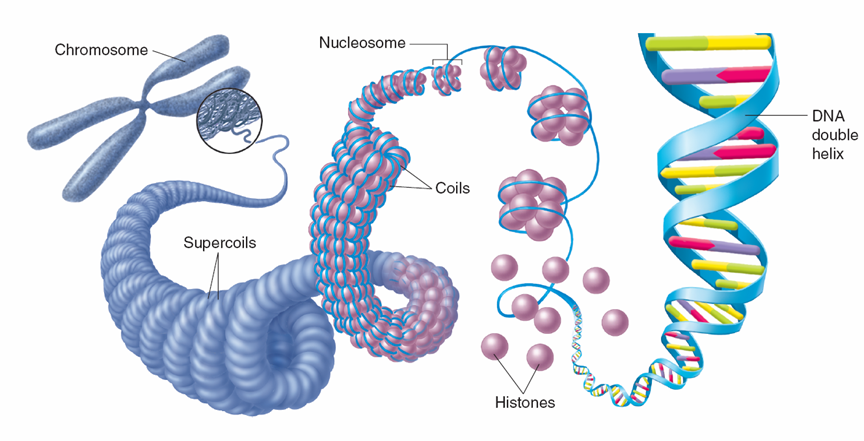 Chromosome
Nucleosome
DNA
double
helix
Coils
Supercoils
Histones